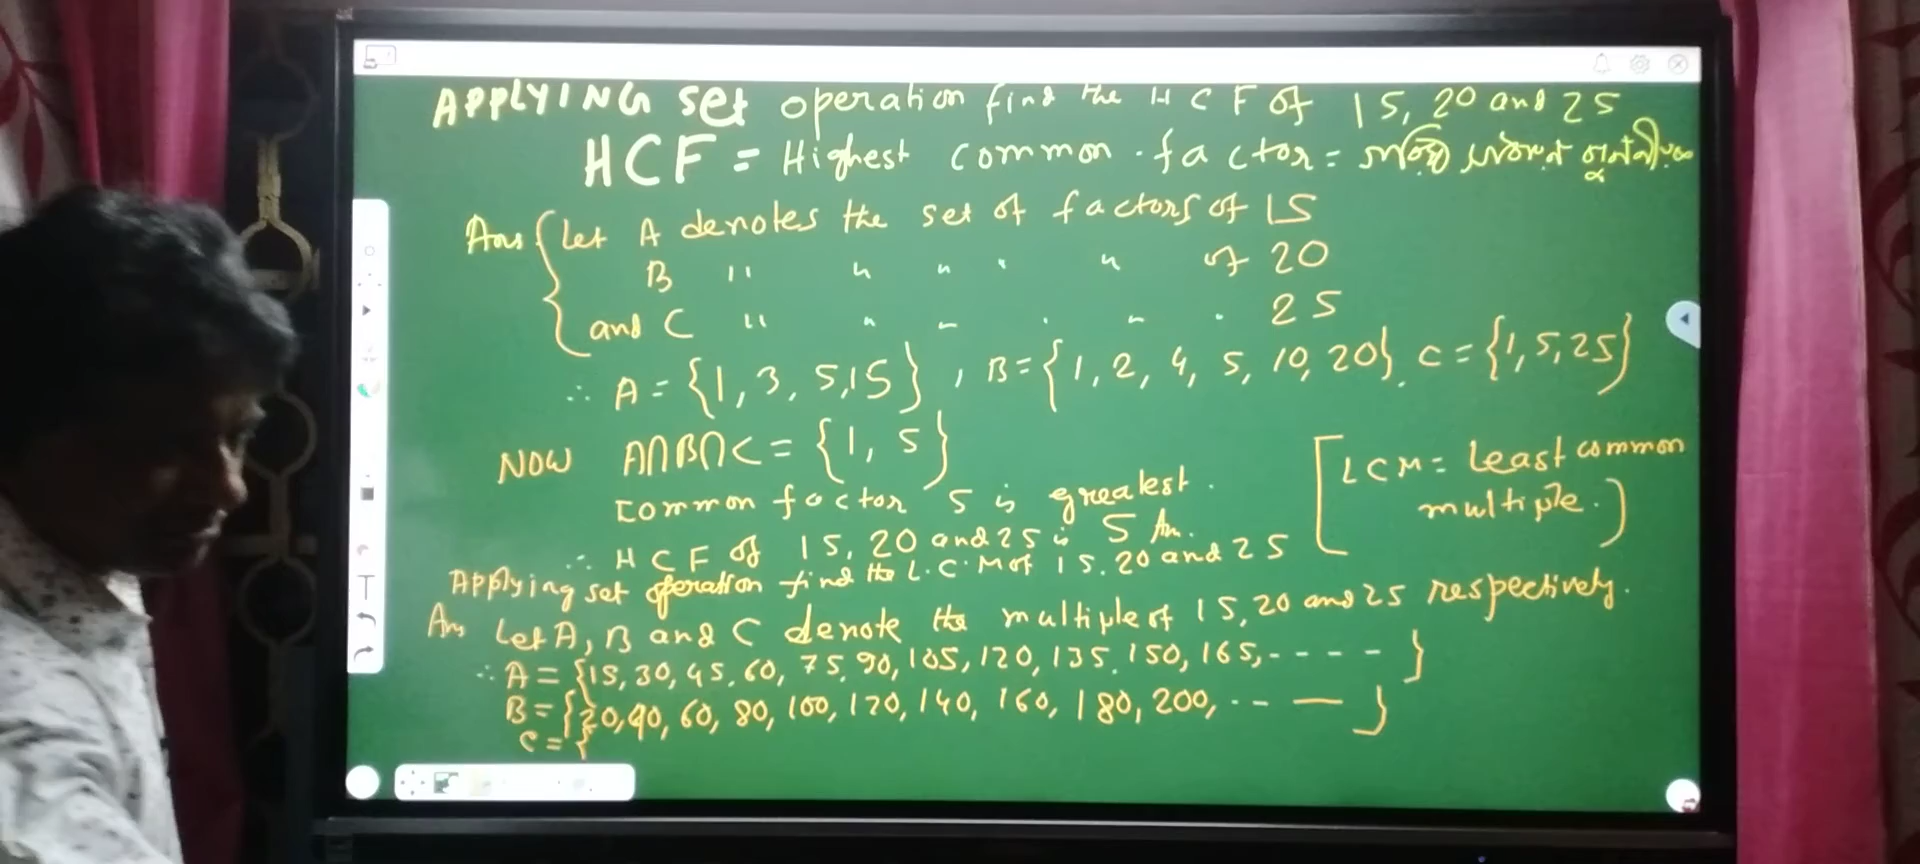 APPLYING set operation find the HCF of 15, 20 and 25
HCF = Highest common factor =
Ans { Let A denotes the set of factors of 15
B " " " " " of 20
and C " " " " " " 25
∴ A = {1, 3, 5, 15}, B = {1, 2, 4, 5, 10, 20}, C = {1, 5, 25}
NOW A∩B∩C = {1, 5}
common factor 5 is greatest.
[LCM = Least common
multiple.]
∴ HCF of 15, 20 and 25 is 5 An.
Applying set operation find the L.C.M of 15. 20 and 25
Ans Let A, B and C denote the multiple of 15, 20 and 25 respectively.
∴ A = {15, 30, 45, 60, 75, 90, 105, 120, 135, 150, 165, - - - - }
B = {20, 40, 60, 80, 100, 120, 140, 160, 180, 200, - - — }
C = {
T